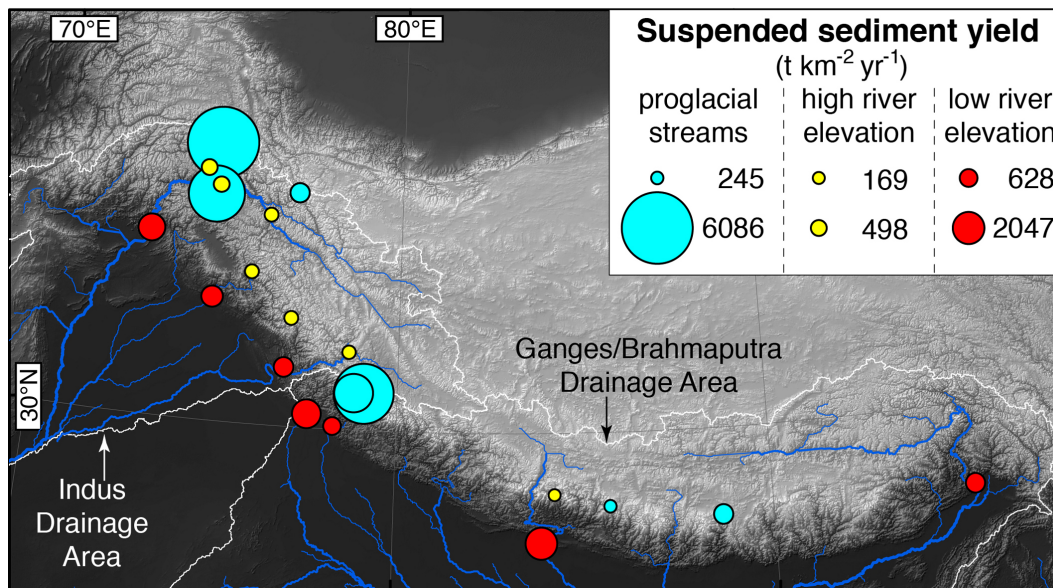 70°E
80°E
Suspended sediment yield
(t km⁻² yr⁻¹)
proglacial
streams
high river
elevation
low river
elevation
245
169
628
6086
498
2047
Ganges/Brahmaputra
Drainage Area
30°N
Indus
Drainage
Area